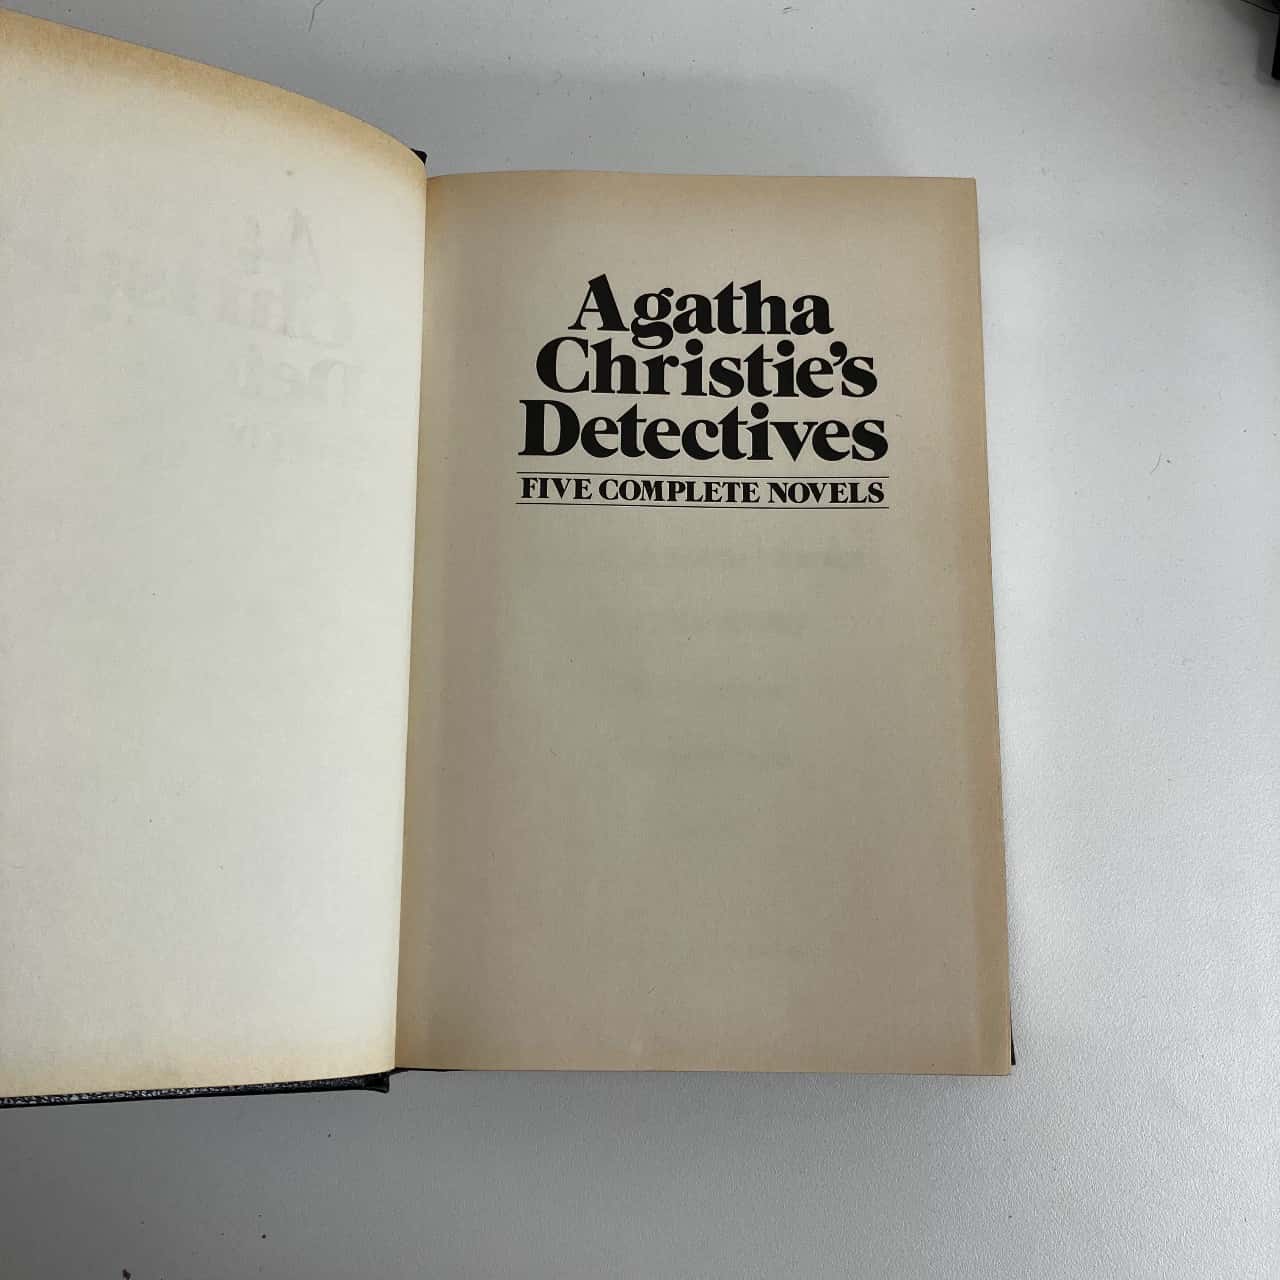 Agatha
Christie's
Detectives
FIVE COMPLETE NOVELS